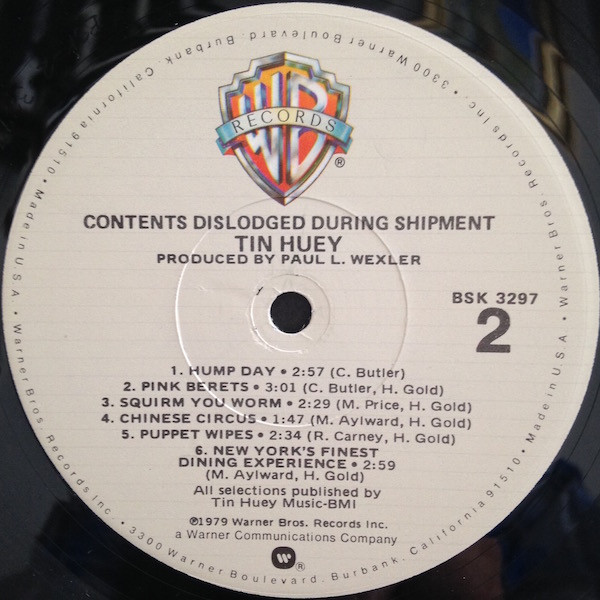 WB
RECORDS
®
CONTENTS DISLODGED DURING SHIPMENT
TIN HUEY
PRODUCED BY PAUL L. WEXLER
BSK 3297
2
1. HUMP DAY • 2:57 (C. Butler)
2. PINK BERETS • 3:01 (C. Butler, H. Gold)
3. SQUIRM YOU WORM • 2:29 (M. Price, H. Gold)
4. CHINESE CIRCUS • 1:47 (M. Aylward, H. Gold)
5. PUPPET WIPES • 2:34 (R. Carney, H. Gold)
6. NEW YORK'S FINEST
DINING EXPERIENCE • 2:59
(M. Aylward, H. Gold)
All selections published by
Tin Huey Music-BMI
℗1979 Warner Bros. Records Inc.
a Warner Communications Company
W ®
Warner Bros. Records Inc. • 3300 Warner Boulevard, Burbank, California 91510 • Made in U.S.A. • Warner Bros. Records Inc. • 3300 Warner Boulevard, Burbank, California 91510 • Made in U.S.A. •